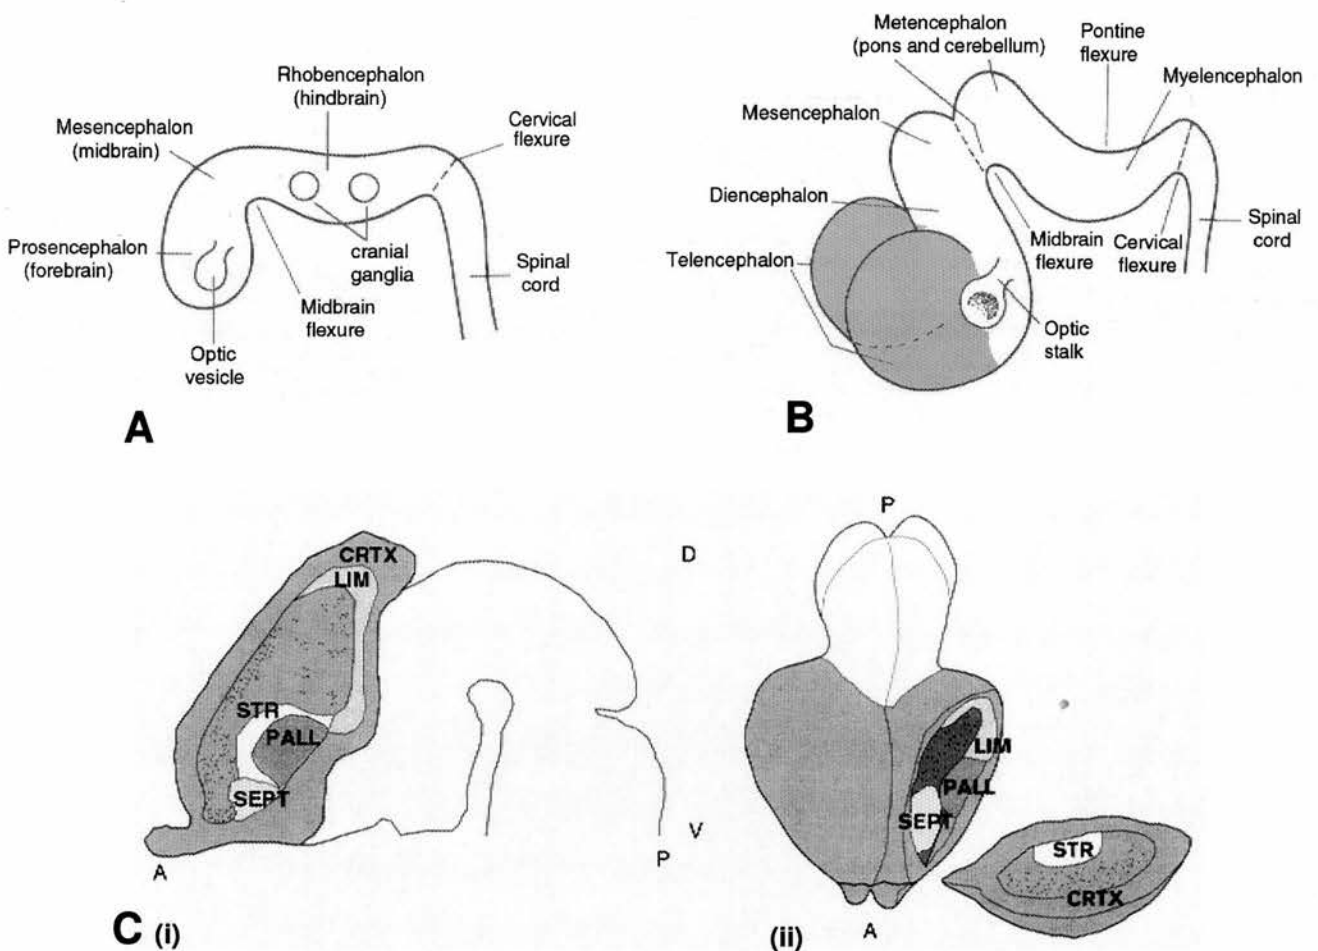 Rhobencephalon
(hindbrain)
Mesencephalon
(midbrain)
Cervical
flexure
Prosencephalon
(forebrain)
cranial
ganglia
Spinal
cord
Midbrain
flexure
Optic
vesicle
A
Metencephalon
(pons and cerebellum)
Pontine
flexure
Myelencephalon
Mesencephalon
Diencephalon
Telencephalon
Midbrain
flexure
Cervical
flexure
Spinal
cord
Optic
stalk
B
CRTX
LIM
STR
PALL
SEPT
A
D
V
P
C (i)
P
LIM
PALL
SEPT
STR
CRTX
A
(ii)